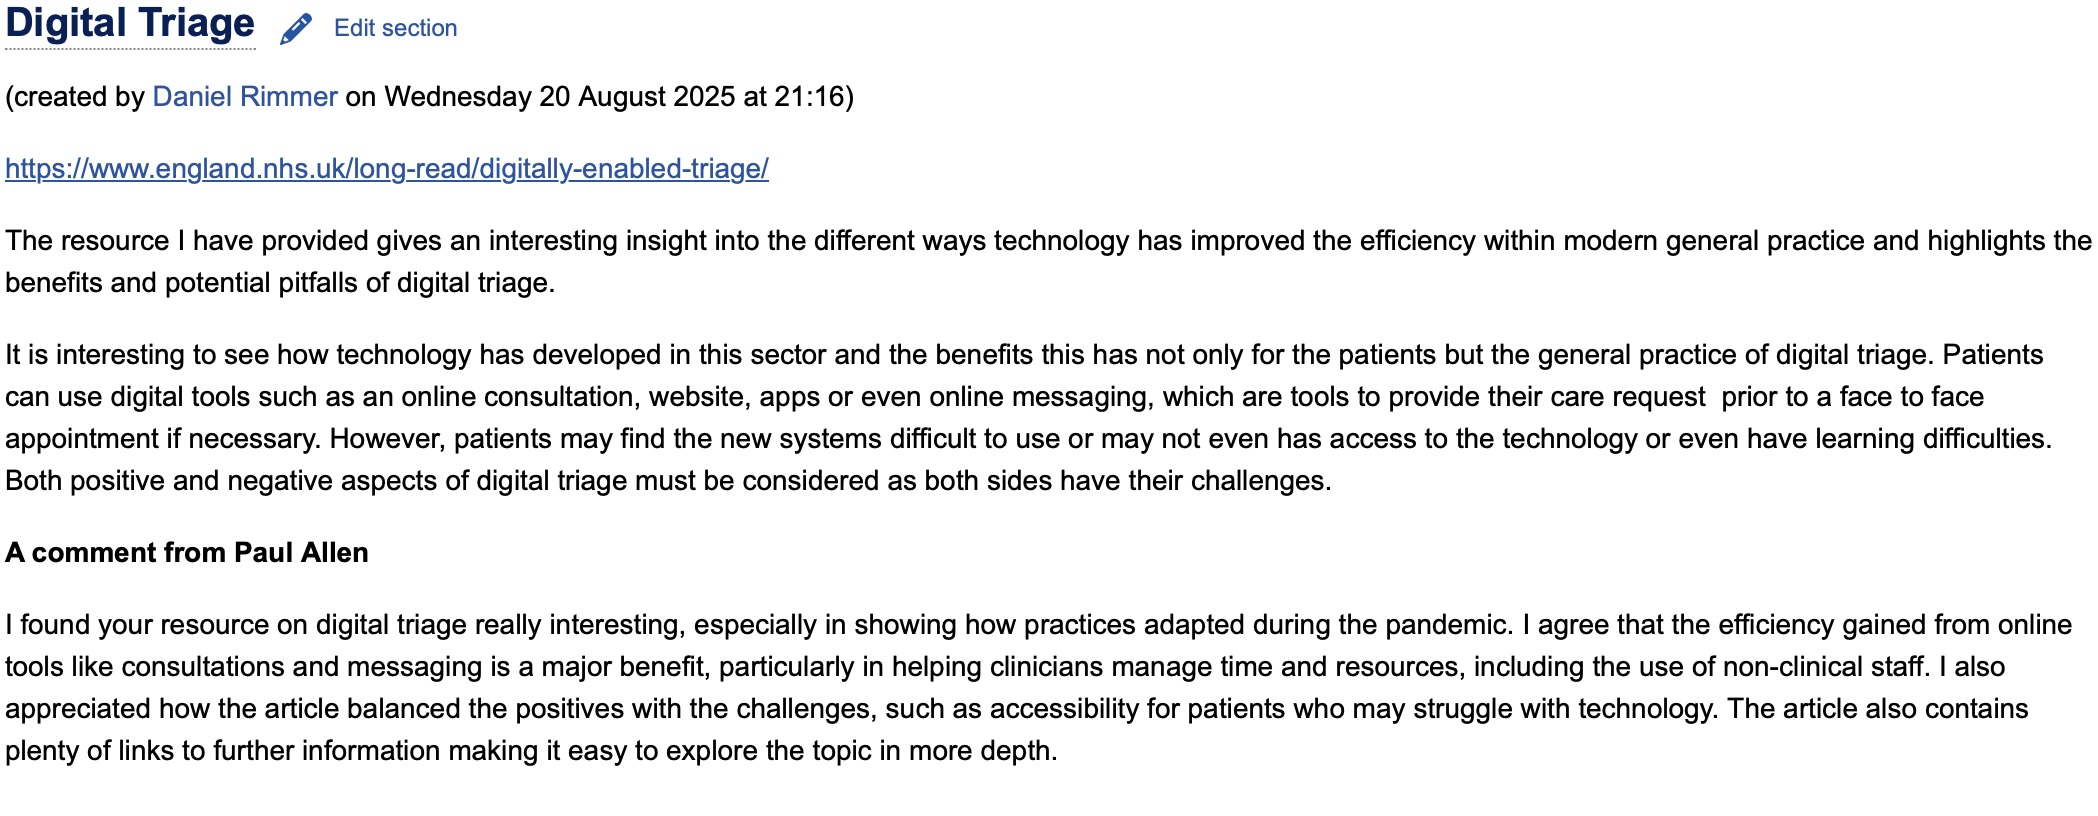 Digital Triage Edit section
(created by Daniel Rimmer on Wednesday 20 August 2025 at 21:16)
https://www.england.nhs.uk/long-read/digitally-enabled-triage/
The resource I have provided gives an interesting insight into the different ways technology has improved the efficiency within modern general practice and highlights the
benefits and potential pitfalls of digital triage.
It is interesting to see how technology has developed in this sector and the benefits this has not only for the patients but the general practice of digital triage. Patients
can use digital tools such as an online consultation, website, apps or even online messaging, which are tools to provide their care request  prior to a face to face
appointment if necessary. However, patients may find the new systems difficult to use or may not even has access to the technology or even have learning difficulties.
Both positive and negative aspects of digital triage must be considered as both sides have their challenges.
A comment from Paul Allen
I found your resource on digital triage really interesting, especially in showing how practices adapted during the pandemic. I agree that the efficiency gained from online
tools like consultations and messaging is a major benefit, particularly in helping clinicians manage time and resources, including the use of non-clinical staff. I also
appreciated how the article balanced the positives with the challenges, such as accessibility for patients who may struggle with technology. The article also contains
plenty of links to further information making it easy to explore the topic in more depth.